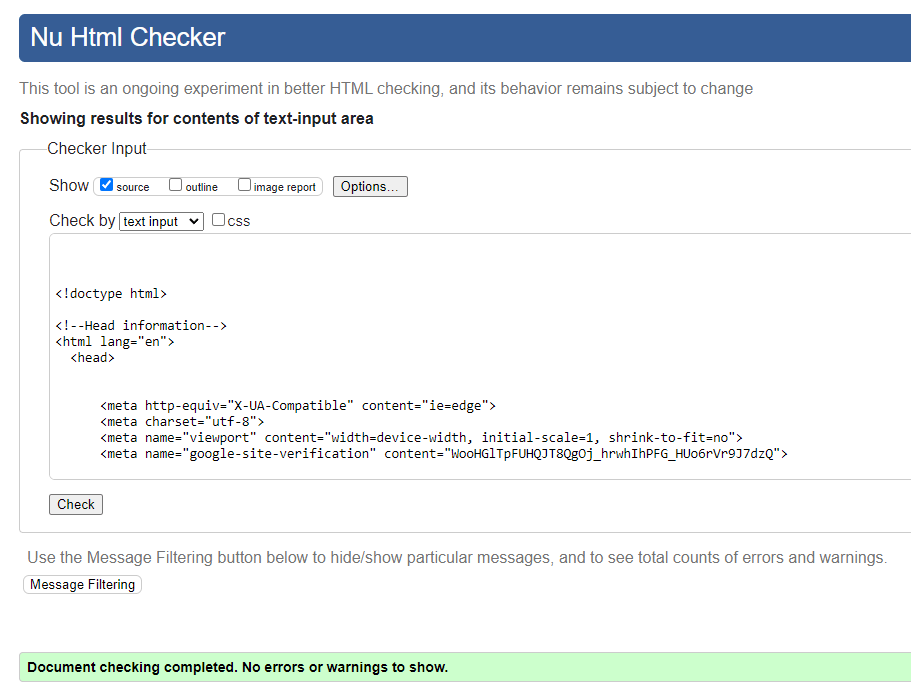 Nu Html Checker
This tool is an ongoing experiment in better HTML checking, and its behavior remains subject to change
Showing results for contents of text-input area
Checker Input
Show source outline image report Options...
Check by text input css
<!doctype html>
<!--Head information-->
<html lang="en">
<head>
<meta http-equiv="X-UA-Compatible" content="ie=edge">
<meta charset="utf-8">
<meta name="viewport" content="width=device-width, initial-scale=1, shrink-to-fit=no">
<meta name="google-site-verification" content="WooHGlTpFUHQJT8QgOj_hrwhIhPFG_HUo6rVr9J7dzQ">
Check
Use the Message Filtering button below to hide/show particular messages, and to see total counts of errors and warnings.
Message Filtering
Document checking completed. No errors or warnings to show.